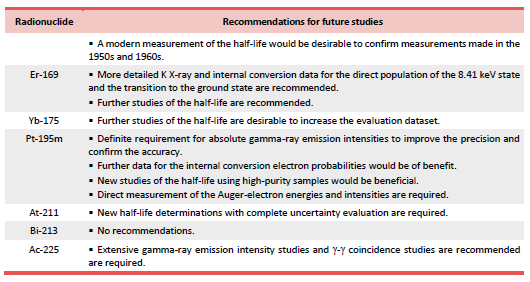 Radionuclide Recommendations for future studies
▪ A modern measurement of the half-life would be desirable to confirm measurements made in the
1950s and 1960s.
Er-169 ▪ More detailed K X-ray and internal conversion data for the direct population of the 8.41 keV state
and the transition to the ground state are recommended.
▪ Further studies of the half-life are recommended.
Yb-175 ▪ Further studies of the half-life are desirable to increase the evaluation dataset.
Pt-195m ▪ Definite requirement for absolute gamma-ray emission intensities to improve the precision and
confirm the accuracy.
▪ Further data for the internal conversion electron probabilities would be of benefit.
▪ New studies of the half-life using high-purity samples would be beneficial.
▪ Direct measurement of the Auger-electron energies and intensities are required.
At-211 ▪ New half-life determinations with complete uncertainty evaluation are required.
Bi-213 ▪ No recommendations.
Ac-225 ▪ Extensive gamma-ray emission intensity studies and γ-γ coincidence studies are recommended
are required.